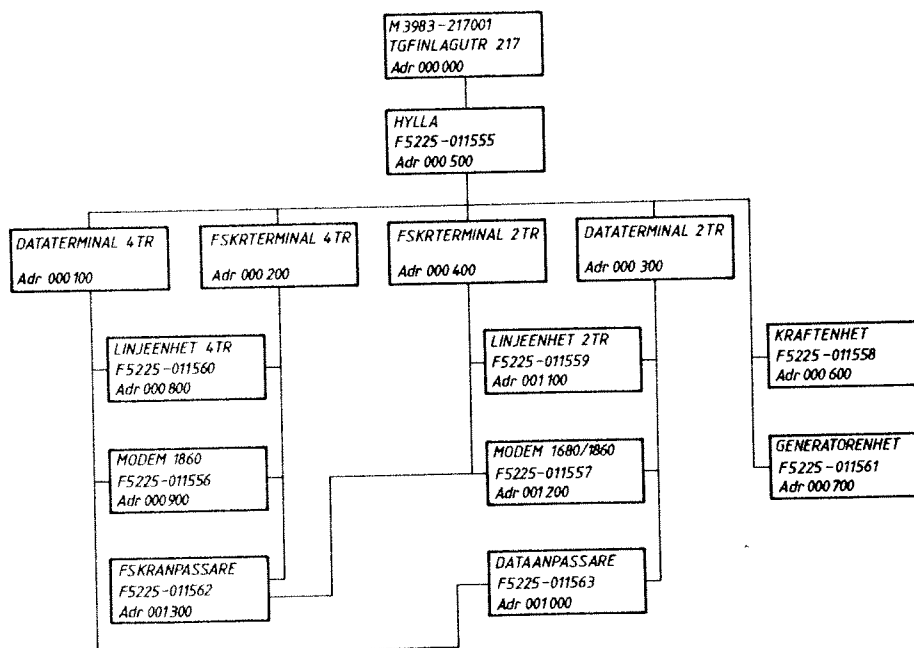 M3983-217001
TGFINLAGUTR 217
Adr 000 000
HYLLA
F5225-011555
Adr 000 500
DATATERMINAL 4TR
Adr 000 100
FSKRTERMINAL 4TR
Adr 000 200
FSKRTERMINAL 2TR
Adr 000 400
DATATERMINAL 2TR
Adr 000 300
LINJEENHET 4TR
F5225-011560
Adr 000 800
LINJEENHET 2TR
F5225-011559
Adr 001 100
KRAFTENHET
F5225-011558
Adr 000 600
MODEM 1860
F5225-011556
Adr 000 900
MODEM 1680/1860
F5225-011557
Adr 001 200
GENERATORENHET
F5225-011561
Adr 000 700
FSKRANPASSARE
F5225-011562
Adr 001 300
DATAANPASSARE
F5225-011563
Adr 001 000